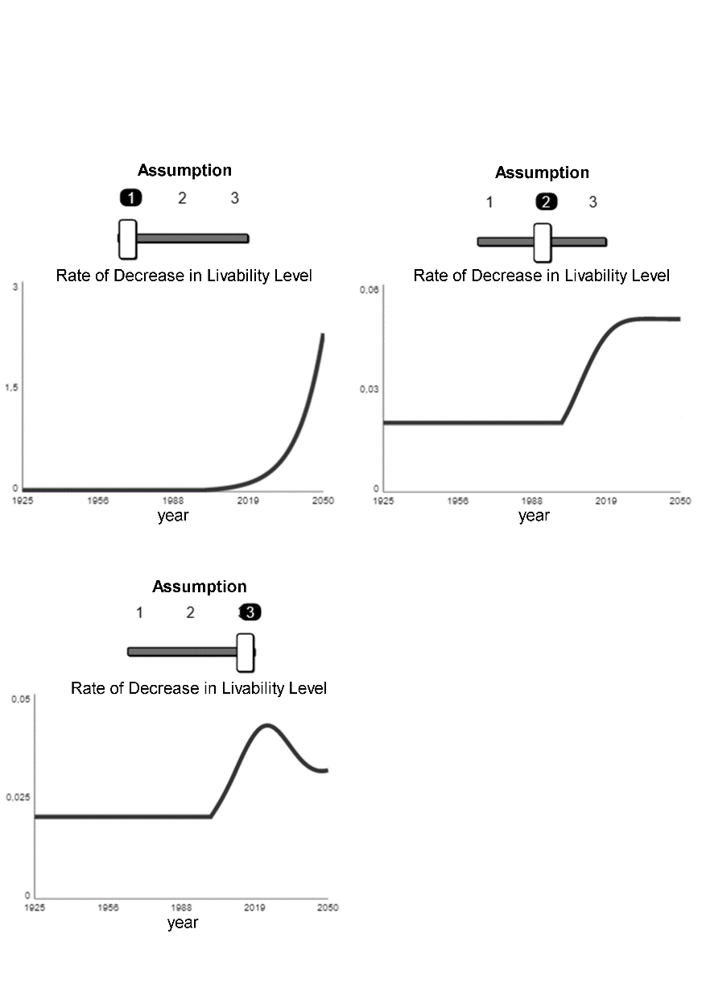 Assumption
1 2 3
Rate of Decrease in Livability Level
3
1,5
0
1925 1956 1988 2019 2050
year
Assumption
1 2 3
Rate of Decrease in Livability Level
0,06
0,03
0
1925 1956 1988 2019 2050
year
Assumption
1 2 3
Rate of Decrease in Livability Level
0,05
0,025
0
1925 1956 1988 2019 2050
year